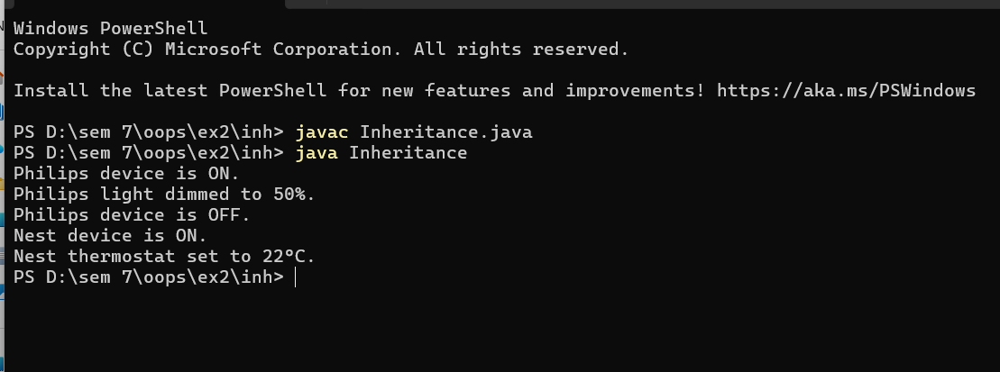 Windows PowerShell
Copyright (C) Microsoft Corporation. All rights reserved.
Install the latest PowerShell for new features and improvements! https://aka.ms/PSWindows
PS D:\sem 7\oops\ex2\inh> javac Inheritance.java
PS D:\sem 7\oops\ex2\inh> java Inheritance
Philips device is ON.
Philips light dimmed to 50%.
Philips device is OFF.
Nest device is ON.
Nest thermostat set to 22°C.
PS D:\sem 7\oops\ex2\inh>